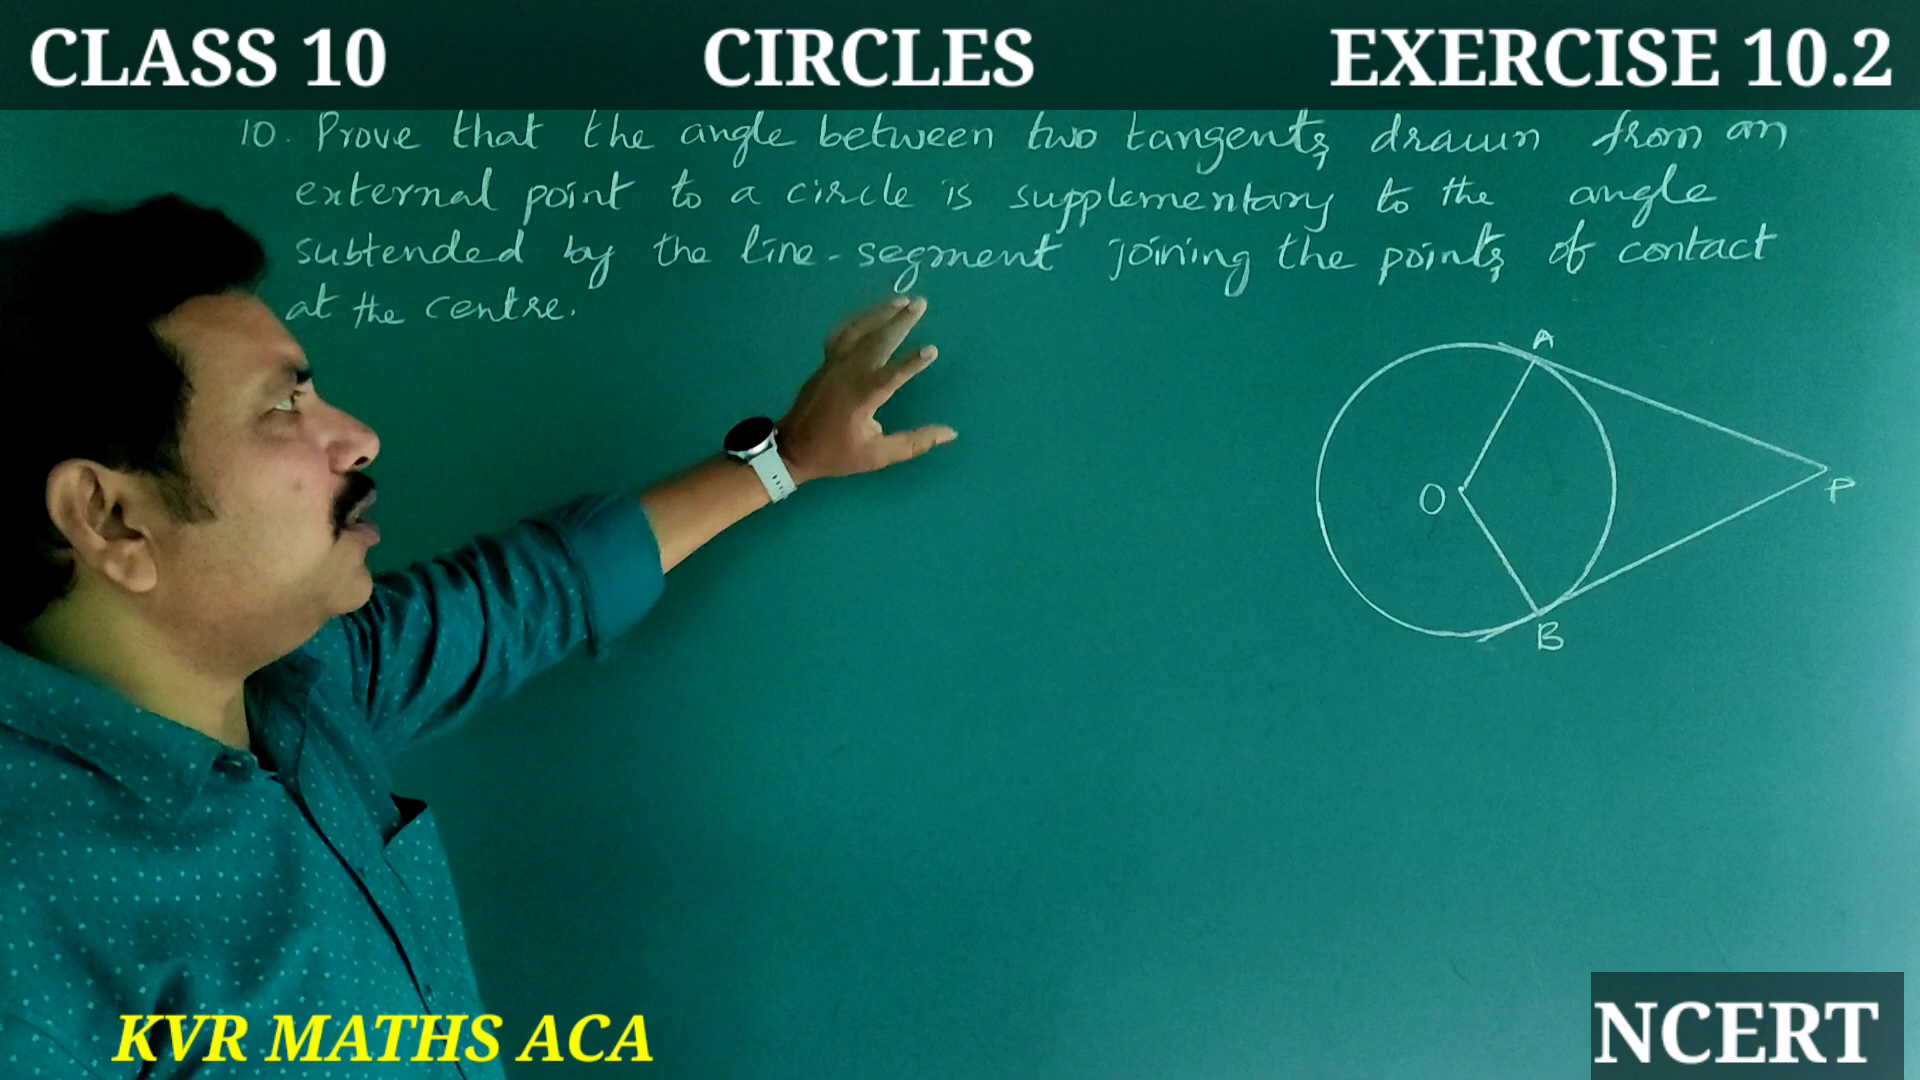 CLASS 10 CIRCLES EXERCISE 10.2
10. Prove that the angle between two tangents drawn from an
external point to a circle is supplementary to the angle
subtended by the line-segment joining the points of contact
at the centre.
A
O
P
B
KVR MATHS ACA
NCERT